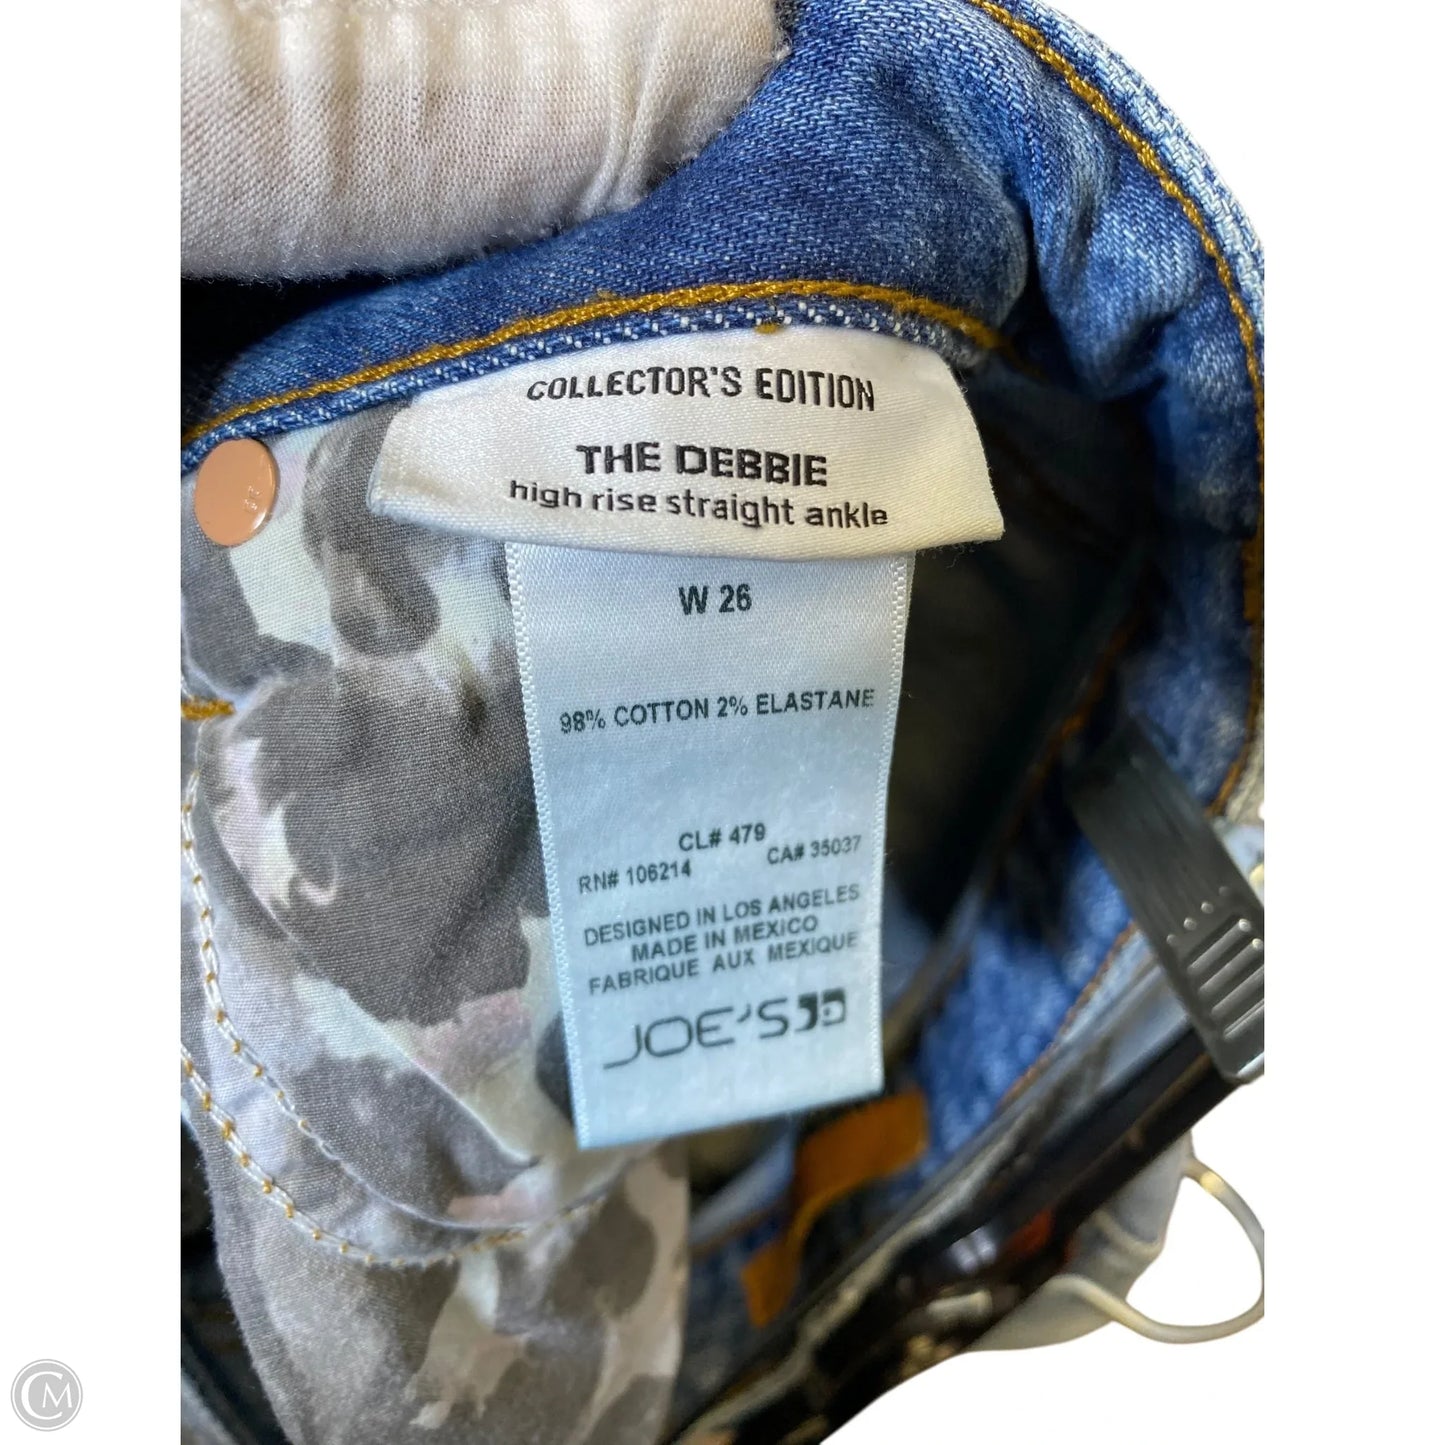 COLLECTOR'S EDITION
THE DEBBIE
high rise straight ankle
W 26
98% COTTON 2% ELASTANE
CL# 479
RN# 106214 CA# 35037
DESIGNED IN LOS ANGELES
MADE IN MEXICO
FABRIQUE AUX MEXIQUE
JOE'S
CM